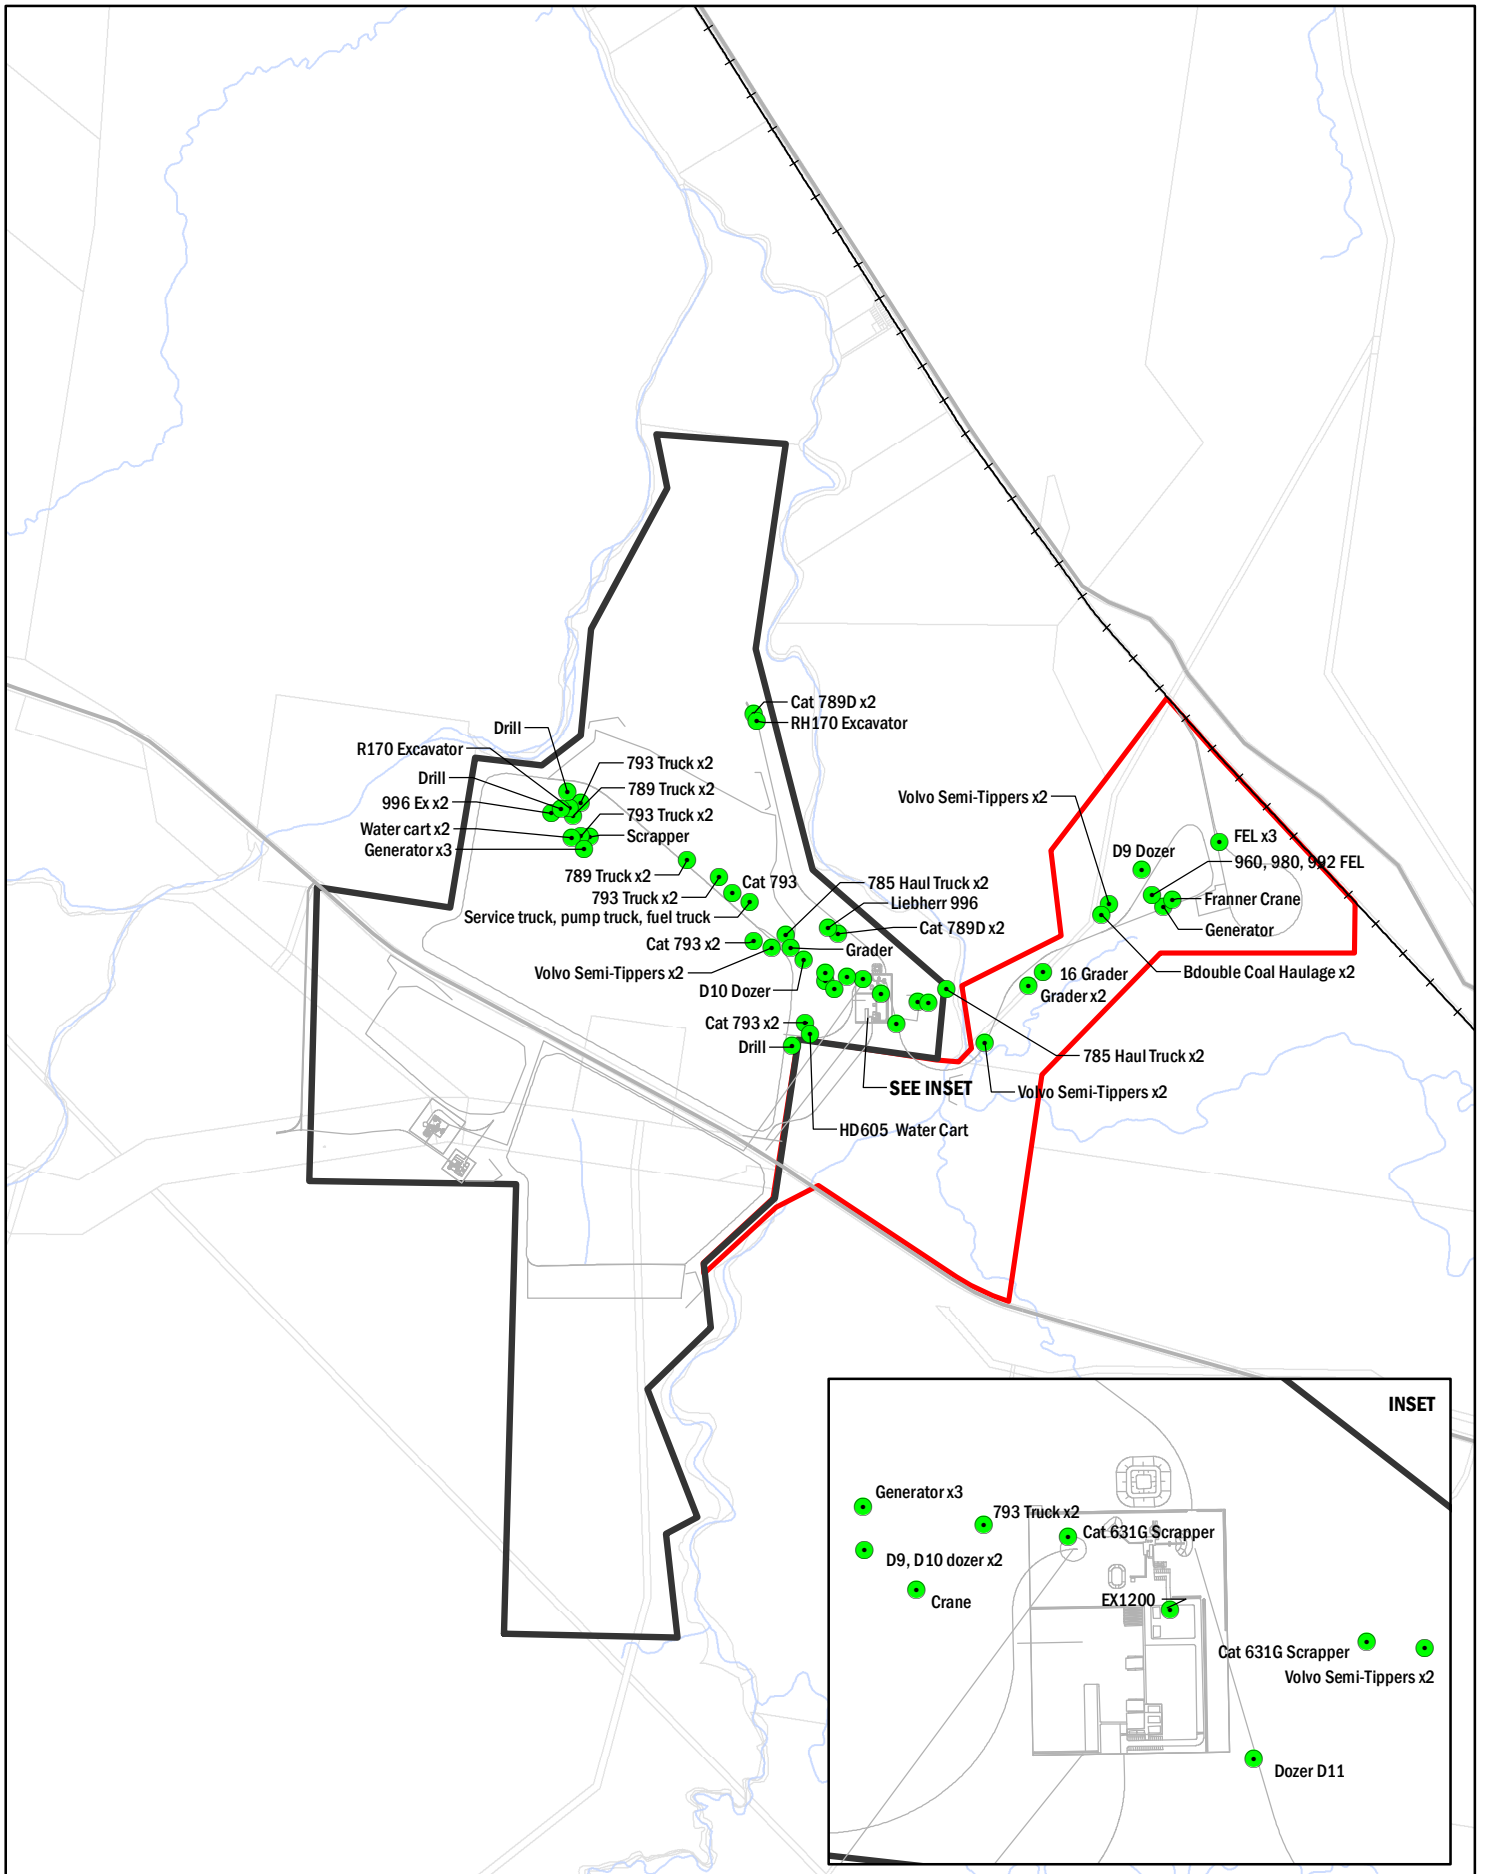 Cat 789D x2
RH170 Excavator
Drill
R170 Excavator
793 Truck x2
Drill
789 Truck x2
996 Ex x2
793 Truck x2
Water cart x2
Scrapper
Generator x3
Volvo Semi-Tippers x2
FEL x3
D9 Dozer
960, 980, 992 FEL
789 Truck x2
Cat 793
785 Haul Truck x2
793 Truck x2
Liebherr 996
Franner Crane
Service truck, pump truck, fuel truck
Cat 789D x2
Generator
Cat 793 x2
Grader
Volvo Semi-Tippers x2
16 Grader
Bdouble Coal Haulage x2
D10 Dozer
Grader x2
Cat 793 x2
Drill
785 Haul Truck x2
SEE INSET
Volvo Semi-Tippers x2
HD605 Water Cart
INSET
Generator x3
793 Truck x2
Cat 631G Scrapper
D9, D10 dozer x2
Crane
EX1200
Cat 631G Scrapper
Volvo Semi-Tippers x2
Dozer D11